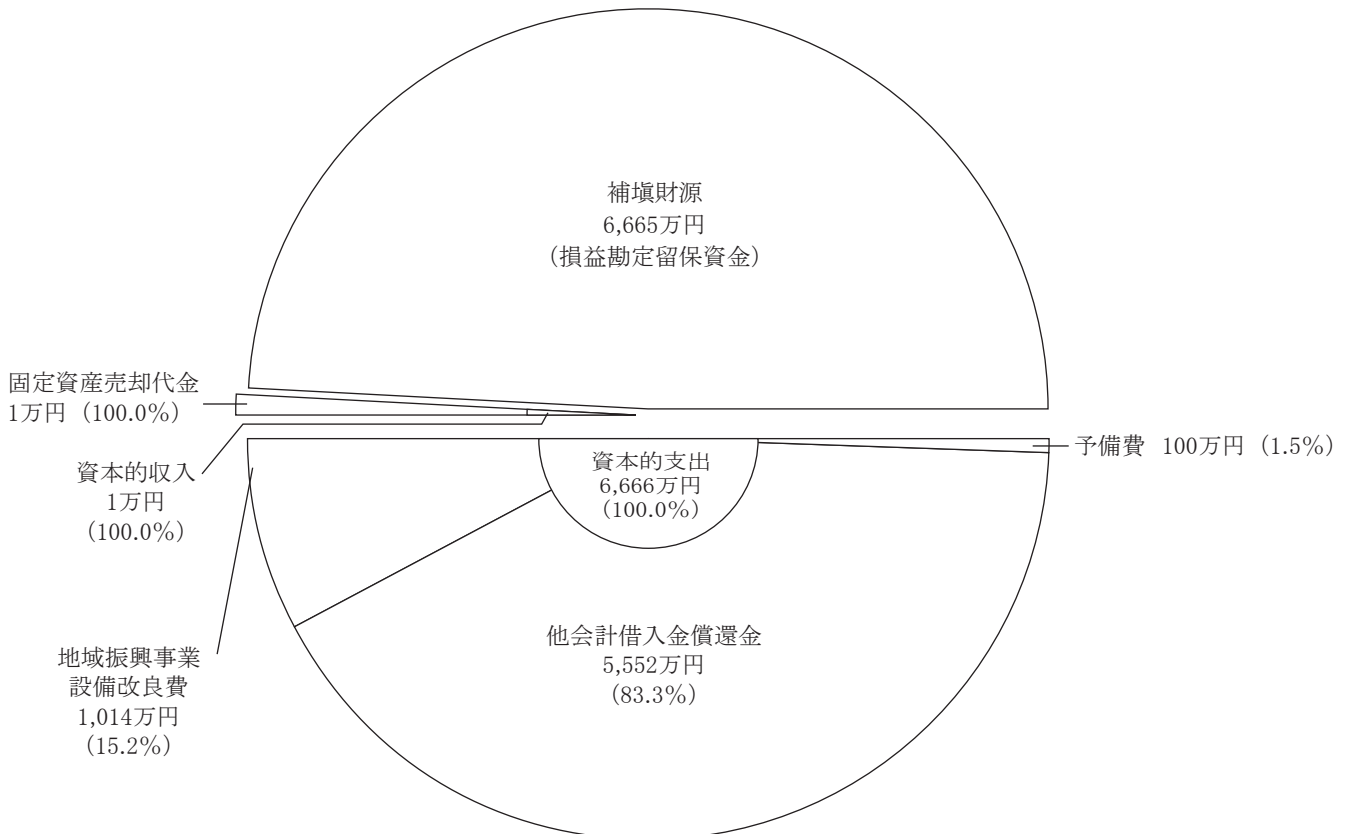 補塡財源
6,665万円
（損益勘定留保資金）
固定資産売却代金
1万円（100.0％）
資本的収入
1万円
（100.0％）
資本的支出
6,666万円
（100.0％）
予備費 100万円（1.5％）
他会計借入金償還金
5,552万円
（83.3％）
地域振興事業
設備改良費
1,014万円
（15.2％）